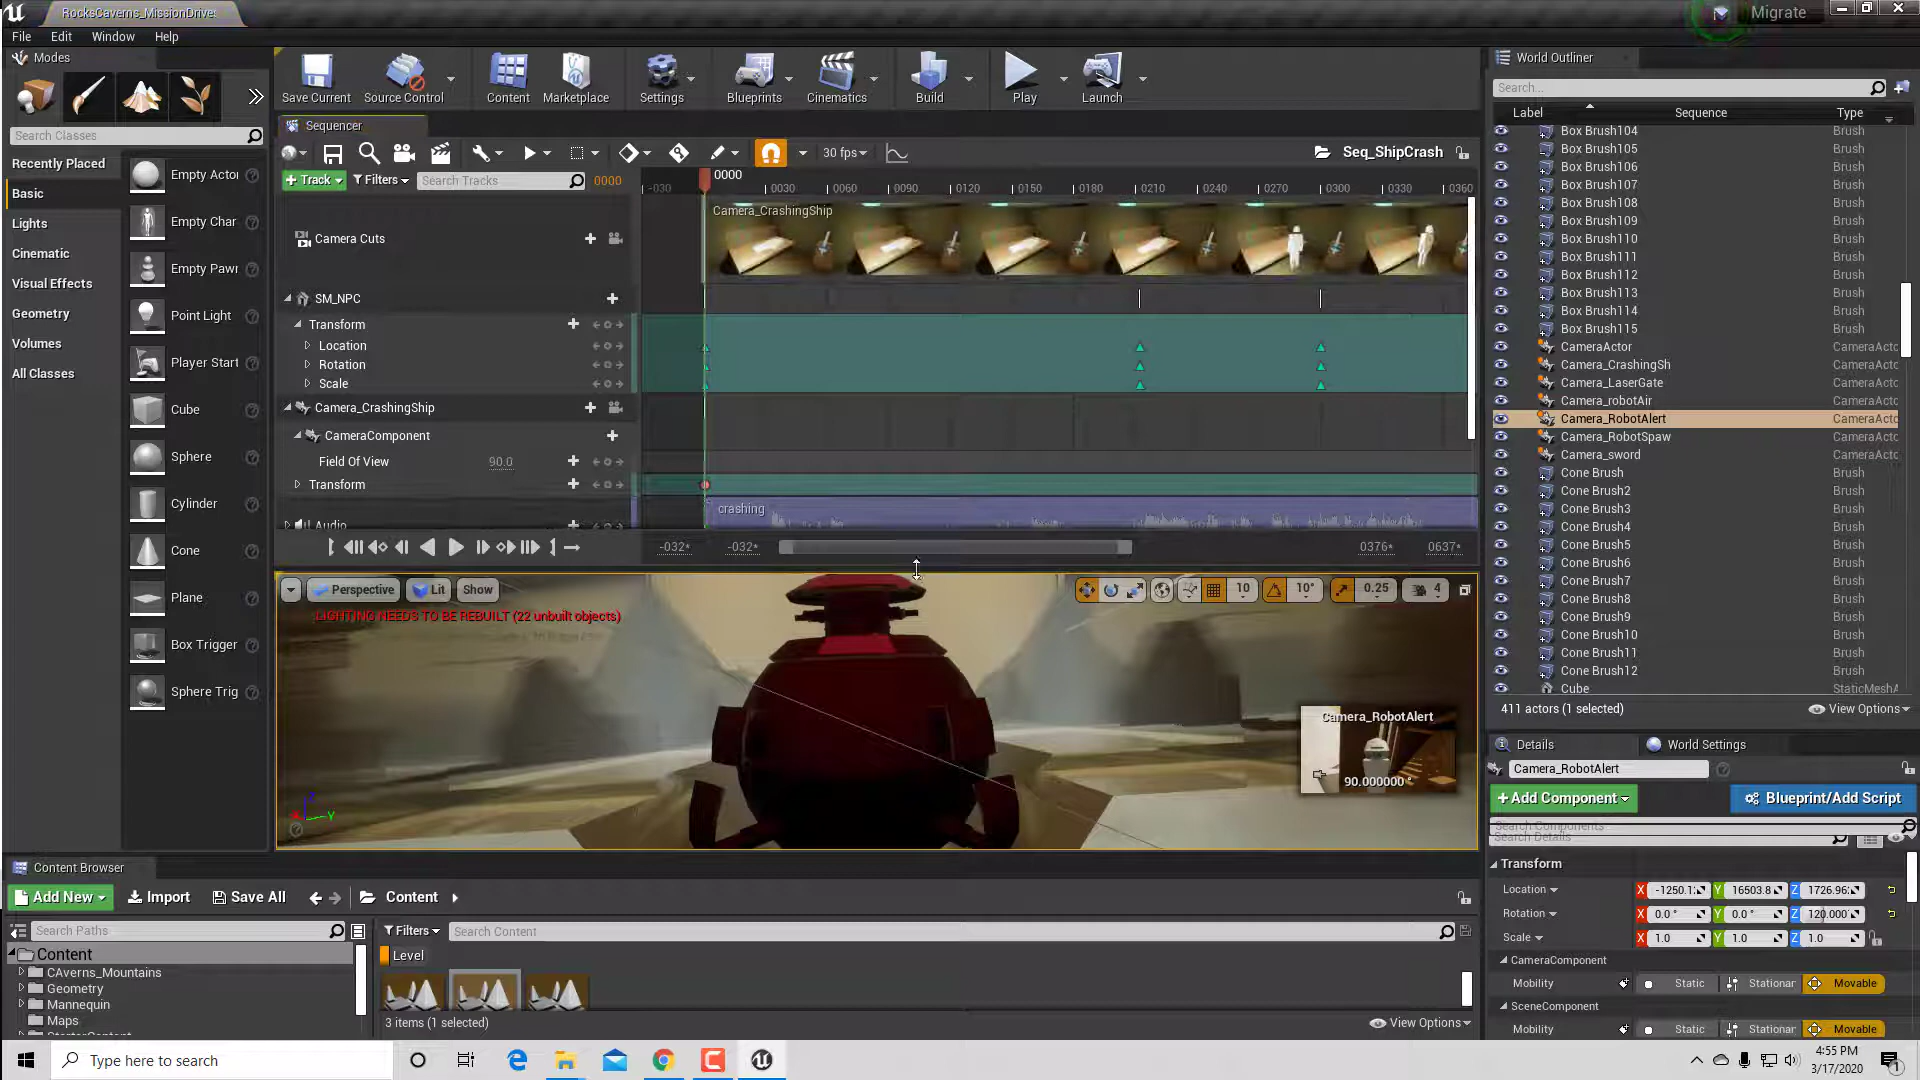 RocksCaverns_MissionDrive
Migrate
File Edit Window Help
Modes
Search Classes
Recently Placed
Basic
Lights
Cinematic
Visual Effects
Geometry
Volumes
All Classes
Empty Actor
Empty Char
Empty Pawn
Point Light
Player Start
Cube
Sphere
Cylinder
Cone
Plane
Box Trigger
Sphere Trig
Save Current Source Control Content Marketplace Settings Blueprints Cinematics Build Play Launch
Sequencer
30 fps
Seq_ShipCrash
+ Track Filters Search Tracks 0000
0000
-030 0030 0060 0090 0120 0150 0180 0210 0240 0270 0300 0330 0360
Camera Cuts
Camera_CrashingShip
SM_NPC
Transform
Location
Rotation
Scale
Camera_CrashingShip
CameraComponent
Field Of View 90.0
Transform
Audio
crashing
-032* -032* 0376* 0637*
Perspective Lit Show 10 10° 0.25 4
LIGHTING NEEDS TO BE REBUILT (22 unbuilt objects)
Camera_RobotAlert
90.000000 °
X Y Z
World Outliner
Search...
Label Sequence Type
Box Brush104 Brush
Box Brush105 Brush
Box Brush106 Brush
Box Brush107 Brush
Box Brush108 Brush
Box Brush109 Brush
Box Brush110 Brush
Box Brush111 Brush
Box Brush112 Brush
Box Brush113 Brush
Box Brush114 Brush
Box Brush115 Brush
CameraActor CameraActo
Camera_CrashingSh CameraActo
Camera_LaserGate CameraActo
Camera_robotAir CameraActo
Camera_RobotAlert CameraActo
Camera_RobotSpaw CameraActo
Camera_sword CameraActo
Cone Brush Brush
Cone Brush2 Brush
Cone Brush3 Brush
Cone Brush4 Brush
Cone Brush5 Brush
Cone Brush6 Brush
Cone Brush7 Brush
Cone Brush8 Brush
Cone Brush9 Brush
Cone Brush10 Brush
Cone Brush11 Brush
Cone Brush12 Brush
Cube StaticMeshA
411 actors (1 selected) View Options
Details World Settings
Camera_RobotAlert
+ Add Component Blueprint/Add Script
Search Components
Search Details
Transform
Location X -1250.1 Y 16503.8 Z 1726.96
Rotation X 0.0 ° Y 0.0 ° Z 120.000
Scale X 1.0 Y 1.0 Z 1.0
CameraComponent
Mobility Static Stationar Movable
SceneComponent
Mobility Static Stationar Movable
Content Browser
Add New Import Save All Content
Search Paths
Filters Search Content
Content
CAverns_Mountains
Geometry
Mannequin
Maps
StarterContent
Level
3 items (1 selected) View Options
Type here to search
4:55 PM
3/17/2020
1